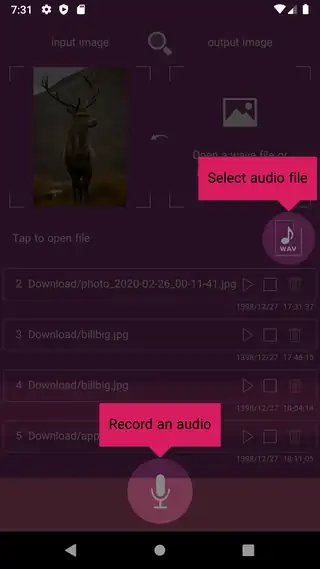 7:31
input image
output image
Open a wave file or
Select audio file
WAV
Tap to open file
2 Download/photo_2020-02-26_00-11-41.jpg
1398/12/27 17:31:37
3 Download/billbig.jpg
1398/12/27 17:46:15
4 Download/billbig.jpg
1398/12/27 18:04:14
Record an audio
5 Download/app
1398/12/27 18:11:05